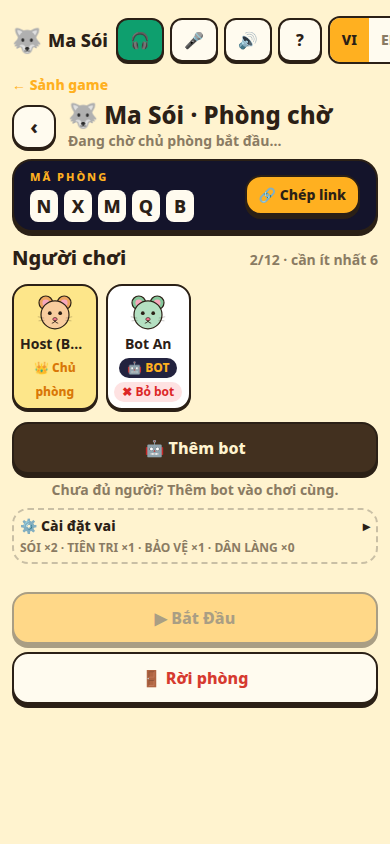 Ma Sói
?
VI
← Sảnh game
‹
🐺 Ma Sói · Phòng chờ
Đang chờ chủ phòng bắt đầu...
MÃ PHÒNG
N X M Q B
🔗 Chép link
Người chơi
2/12 · cần ít nhất 6
Host (B...
👑 Chủ phòng
Bot An
🤖 BOT
✖ Bỏ bot
🤖 Thêm bot
Chưa đủ người? Thêm bot vào chơi cùng.
⚙️ Cài đặt vai ▸
SÓI ×2 · TIÊN TRI ×1 · BẢO VỆ ×1 · DÂN LÀNG ×0
▶ Bắt Đầu
🚪 Rời phòng